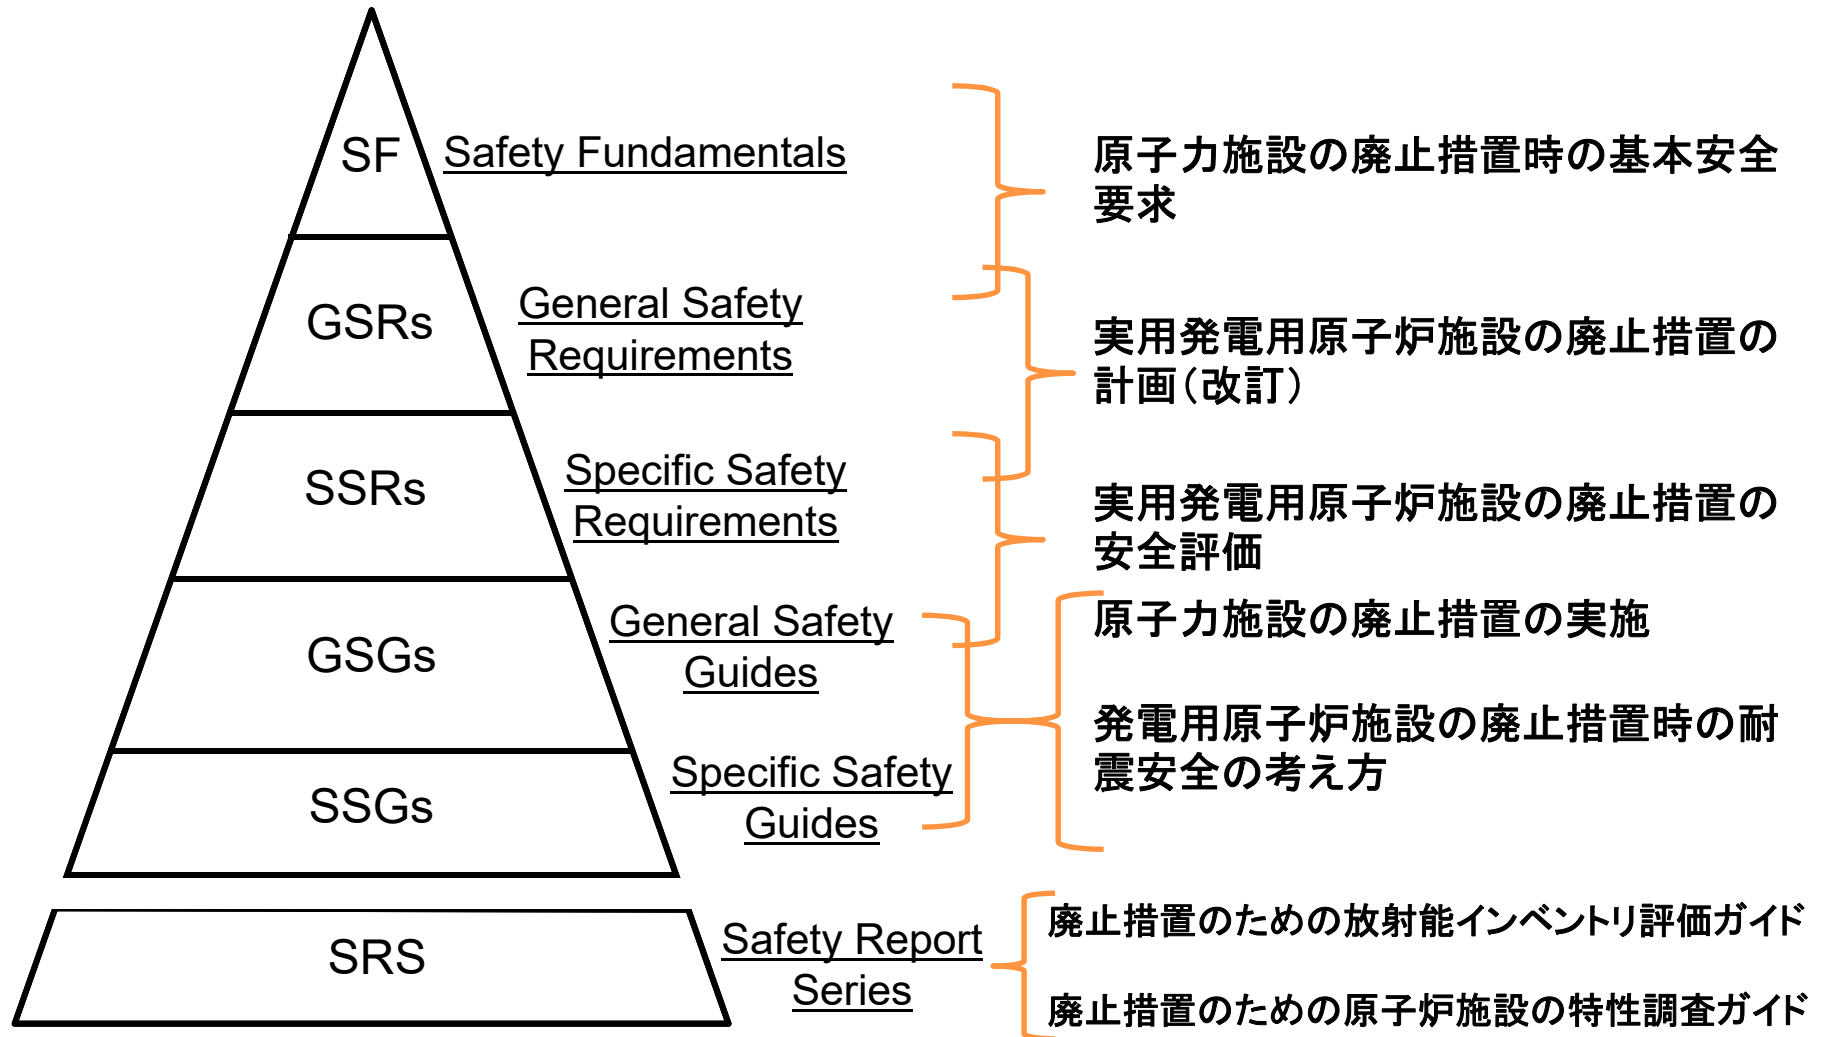 SF
Safety Fundamentals
原子力施設の廃止措置時の基本安全
要求
GSRs
General Safety
Requirements
実用発電用原子炉施設の廃止措置の
計画(改訂)
SSRs
Specific Safety
Requirements
実用発電用原子炉施設の廃止措置の
安全評価
GSGs
General Safety
Guides
原子力施設の廃止措置の実施
発電用原子炉施設の廃止措置時の耐
震安全の考え方
SSGs
Specific Safety
Guides
SRS
Safety Report
Series
廃止措置のための放射能インベントリ評価ガイド
廃止措置のための原子炉施設の特性調査ガイド